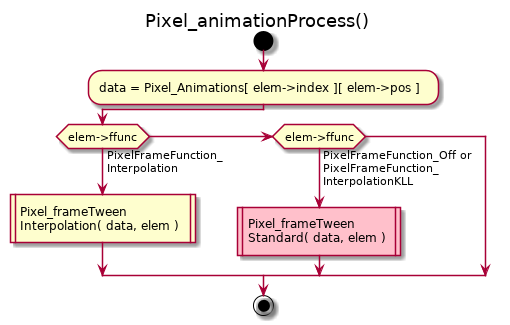 Pixel_animationProcess()
data = Pixel_Animations[ elem->index ][ elem->pos ]
elem->ffunc
elem->ffunc
PixelFrameFunction_
Interpolation
PixelFrameFunction_Off or
PixelFrameFunction_
InterpolationKLL
Pixel_frameTween
Interpolation( data, elem )
Pixel_frameTween
Standard( data, elem )